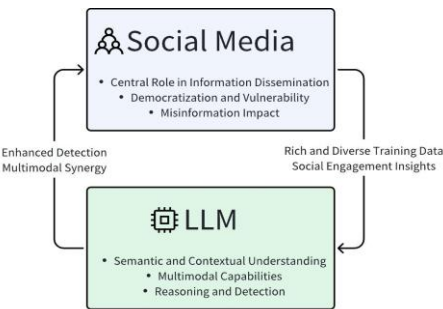 Social Media
• Central Role in Information Dissemination
• Democratization and Vulnerability
• Misinformation Impact
Enhanced Detection
Multimodal Synergy
Rich and Diverse Training Data
Social Engagement Insights
LLM
• Semantic and Contextual Understanding
• Multimodal Capabilities
• Reasoning and Detection